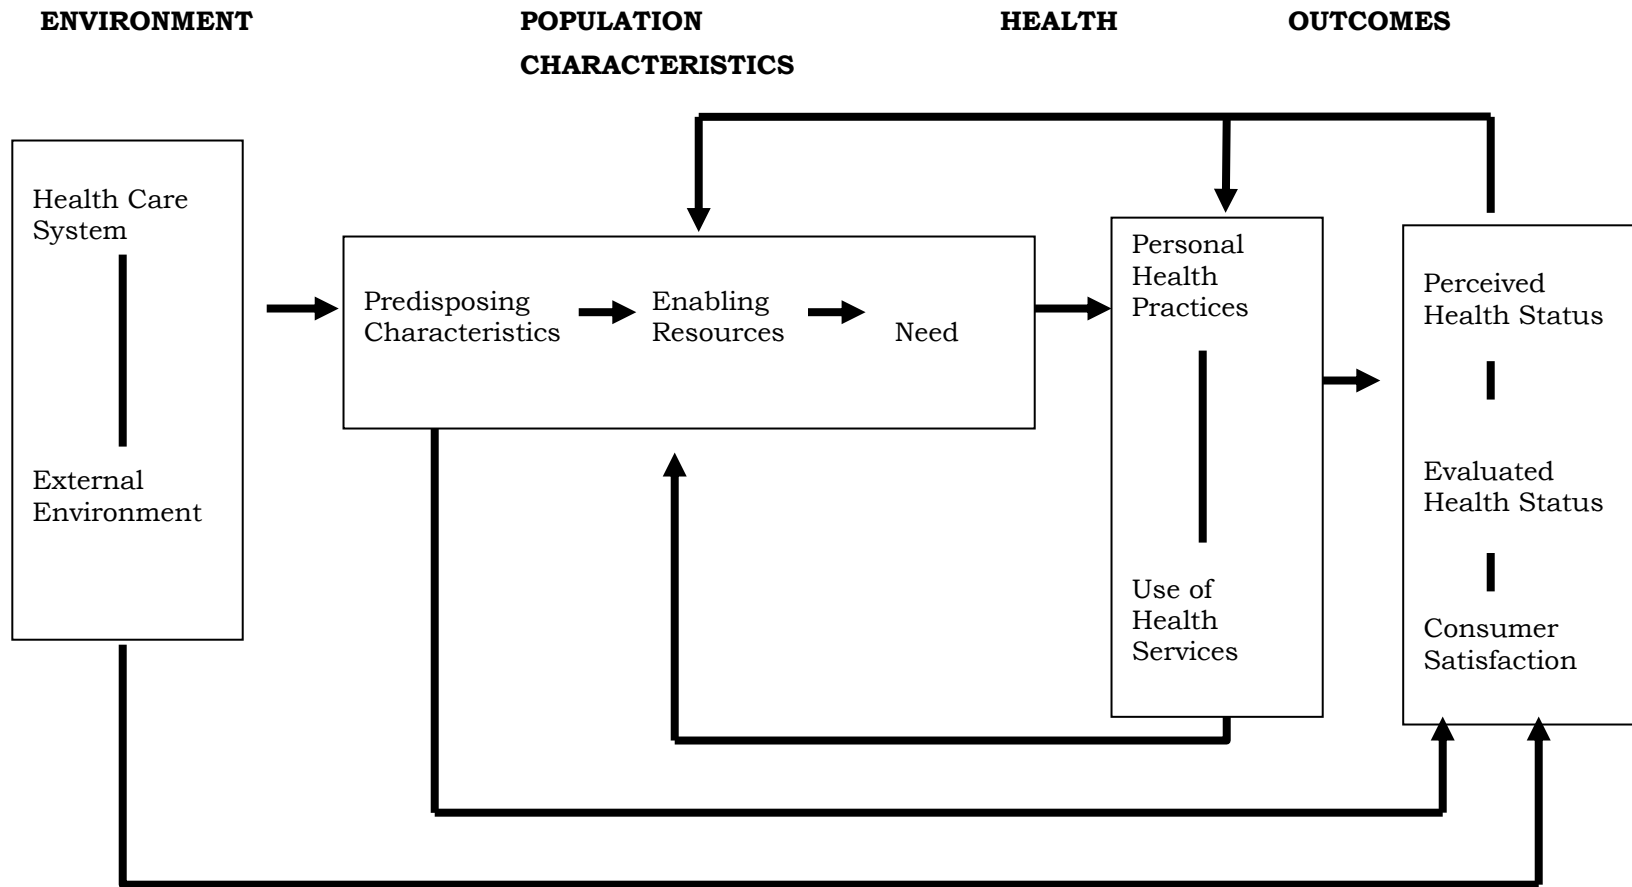 ENVIRONMENT
POPULATION
CHARACTERISTICS
HEALTH
OUTCOMES
Health Care
System
External
Environment
Predisposing
Characteristics
Enabling
Resources
Need
Personal
Health
Practices
Use of
Health
Services
Perceived
Health Status
Evaluated
Health Status
Consumer
Satisfaction